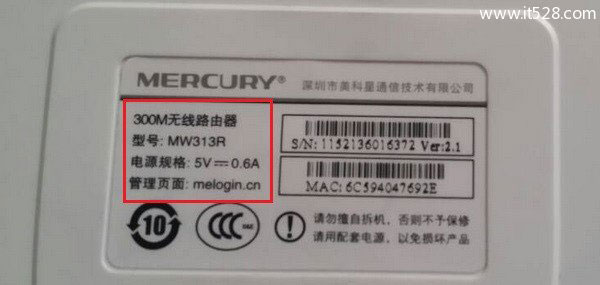 www.it528.com
MERCURY® 深圳市美科星通信技术有限公司
300M无线路由器
型号: MW313R
电源规格: 5V⎓0.6A
管理页面: melogin.cn
S/N: 1152136016372 Ver:2.1
MAC: 6C594047692E
10
CCC
请勿擅自拆机，否则不予保修
请用配套电源，以免损坏产品